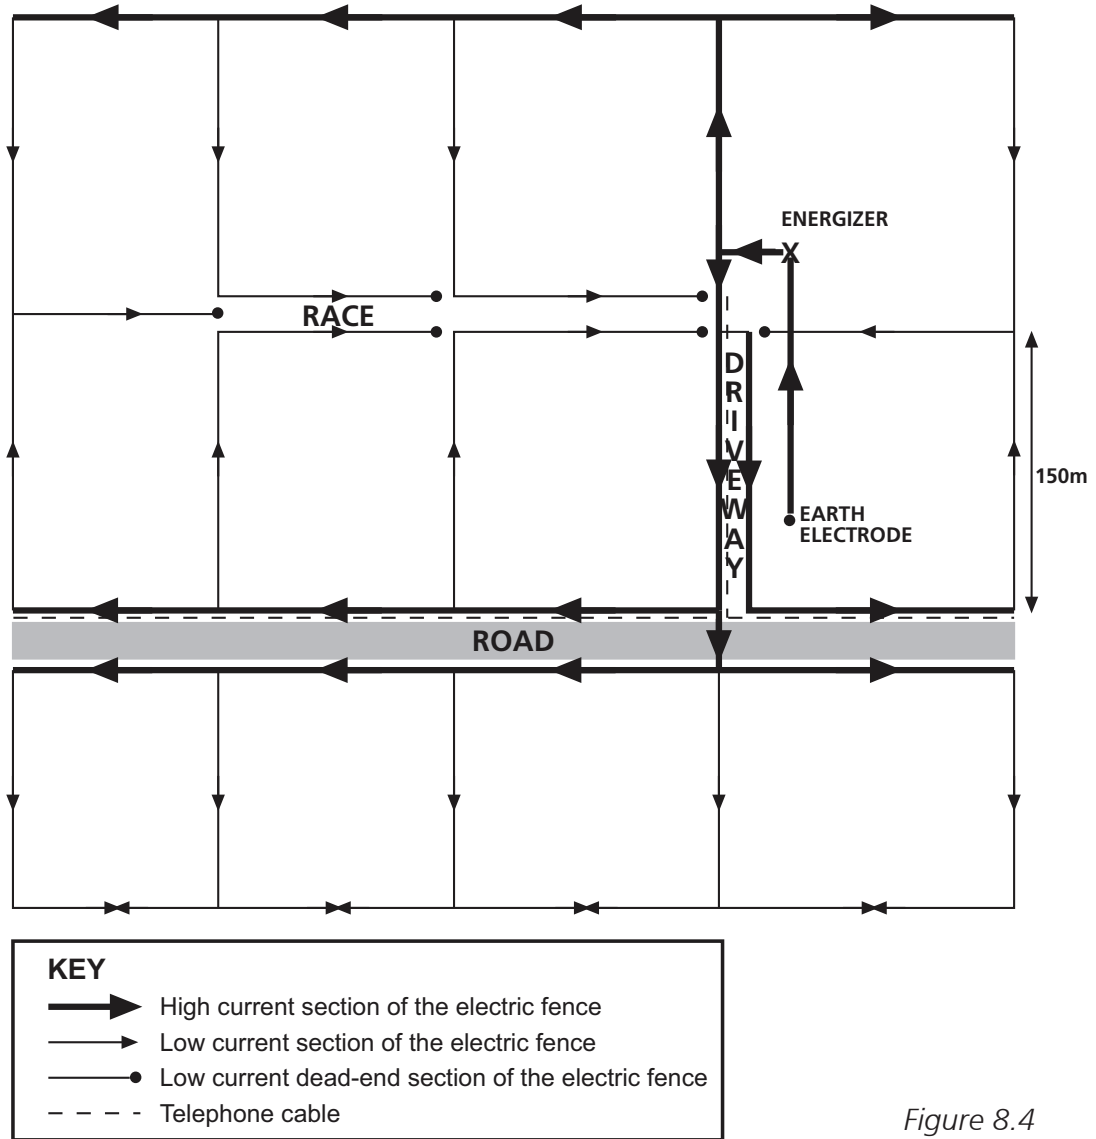 ENERGIZER
X
RACE
DRIVEWAY
150m
EARTH
ELECTRODE
ROAD
KEY
High current section of the electric fence
Low current section of the electric fence
Low current dead-end section of the electric fence
Telephone cable
Figure 8.4